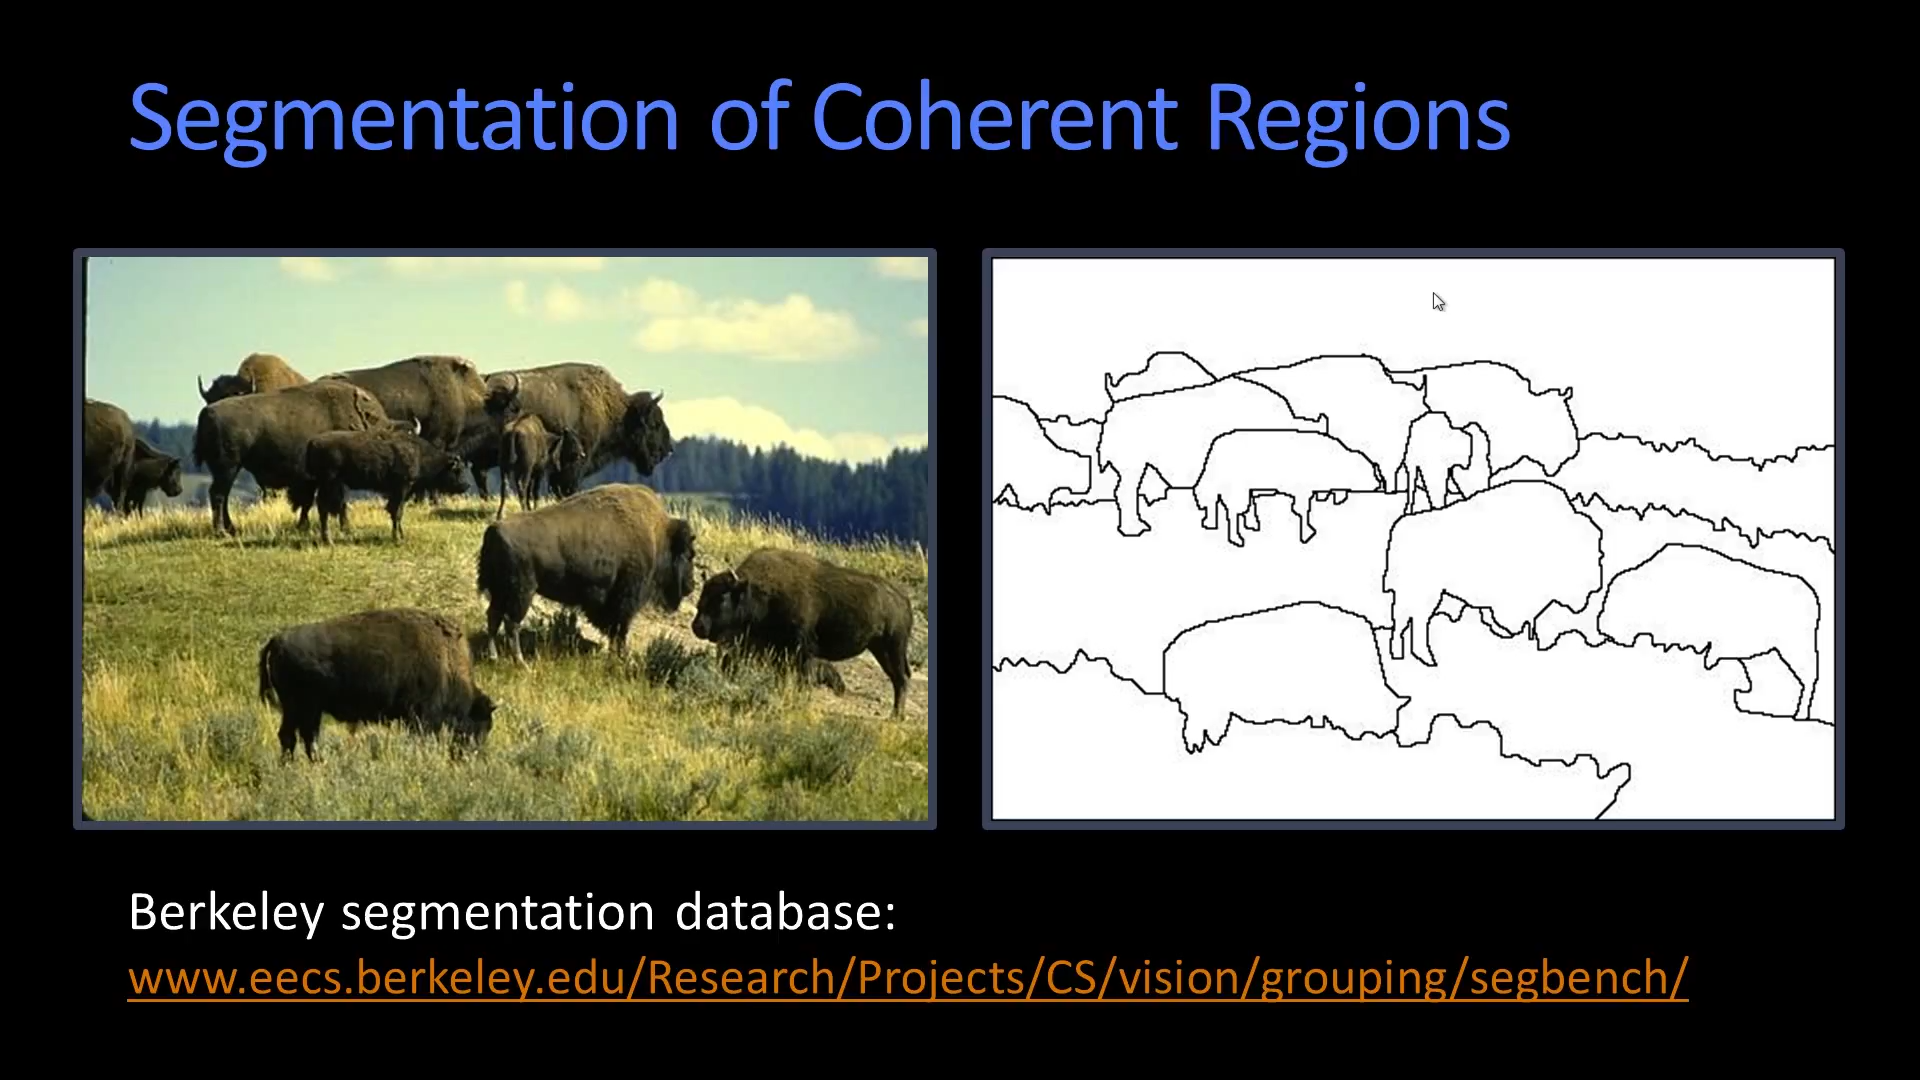 Segmentation of Coherent Regions
Berkeley segmentation database:
www.eecs.berkeley.edu/Research/Projects/CS/vision/grouping/segbench/